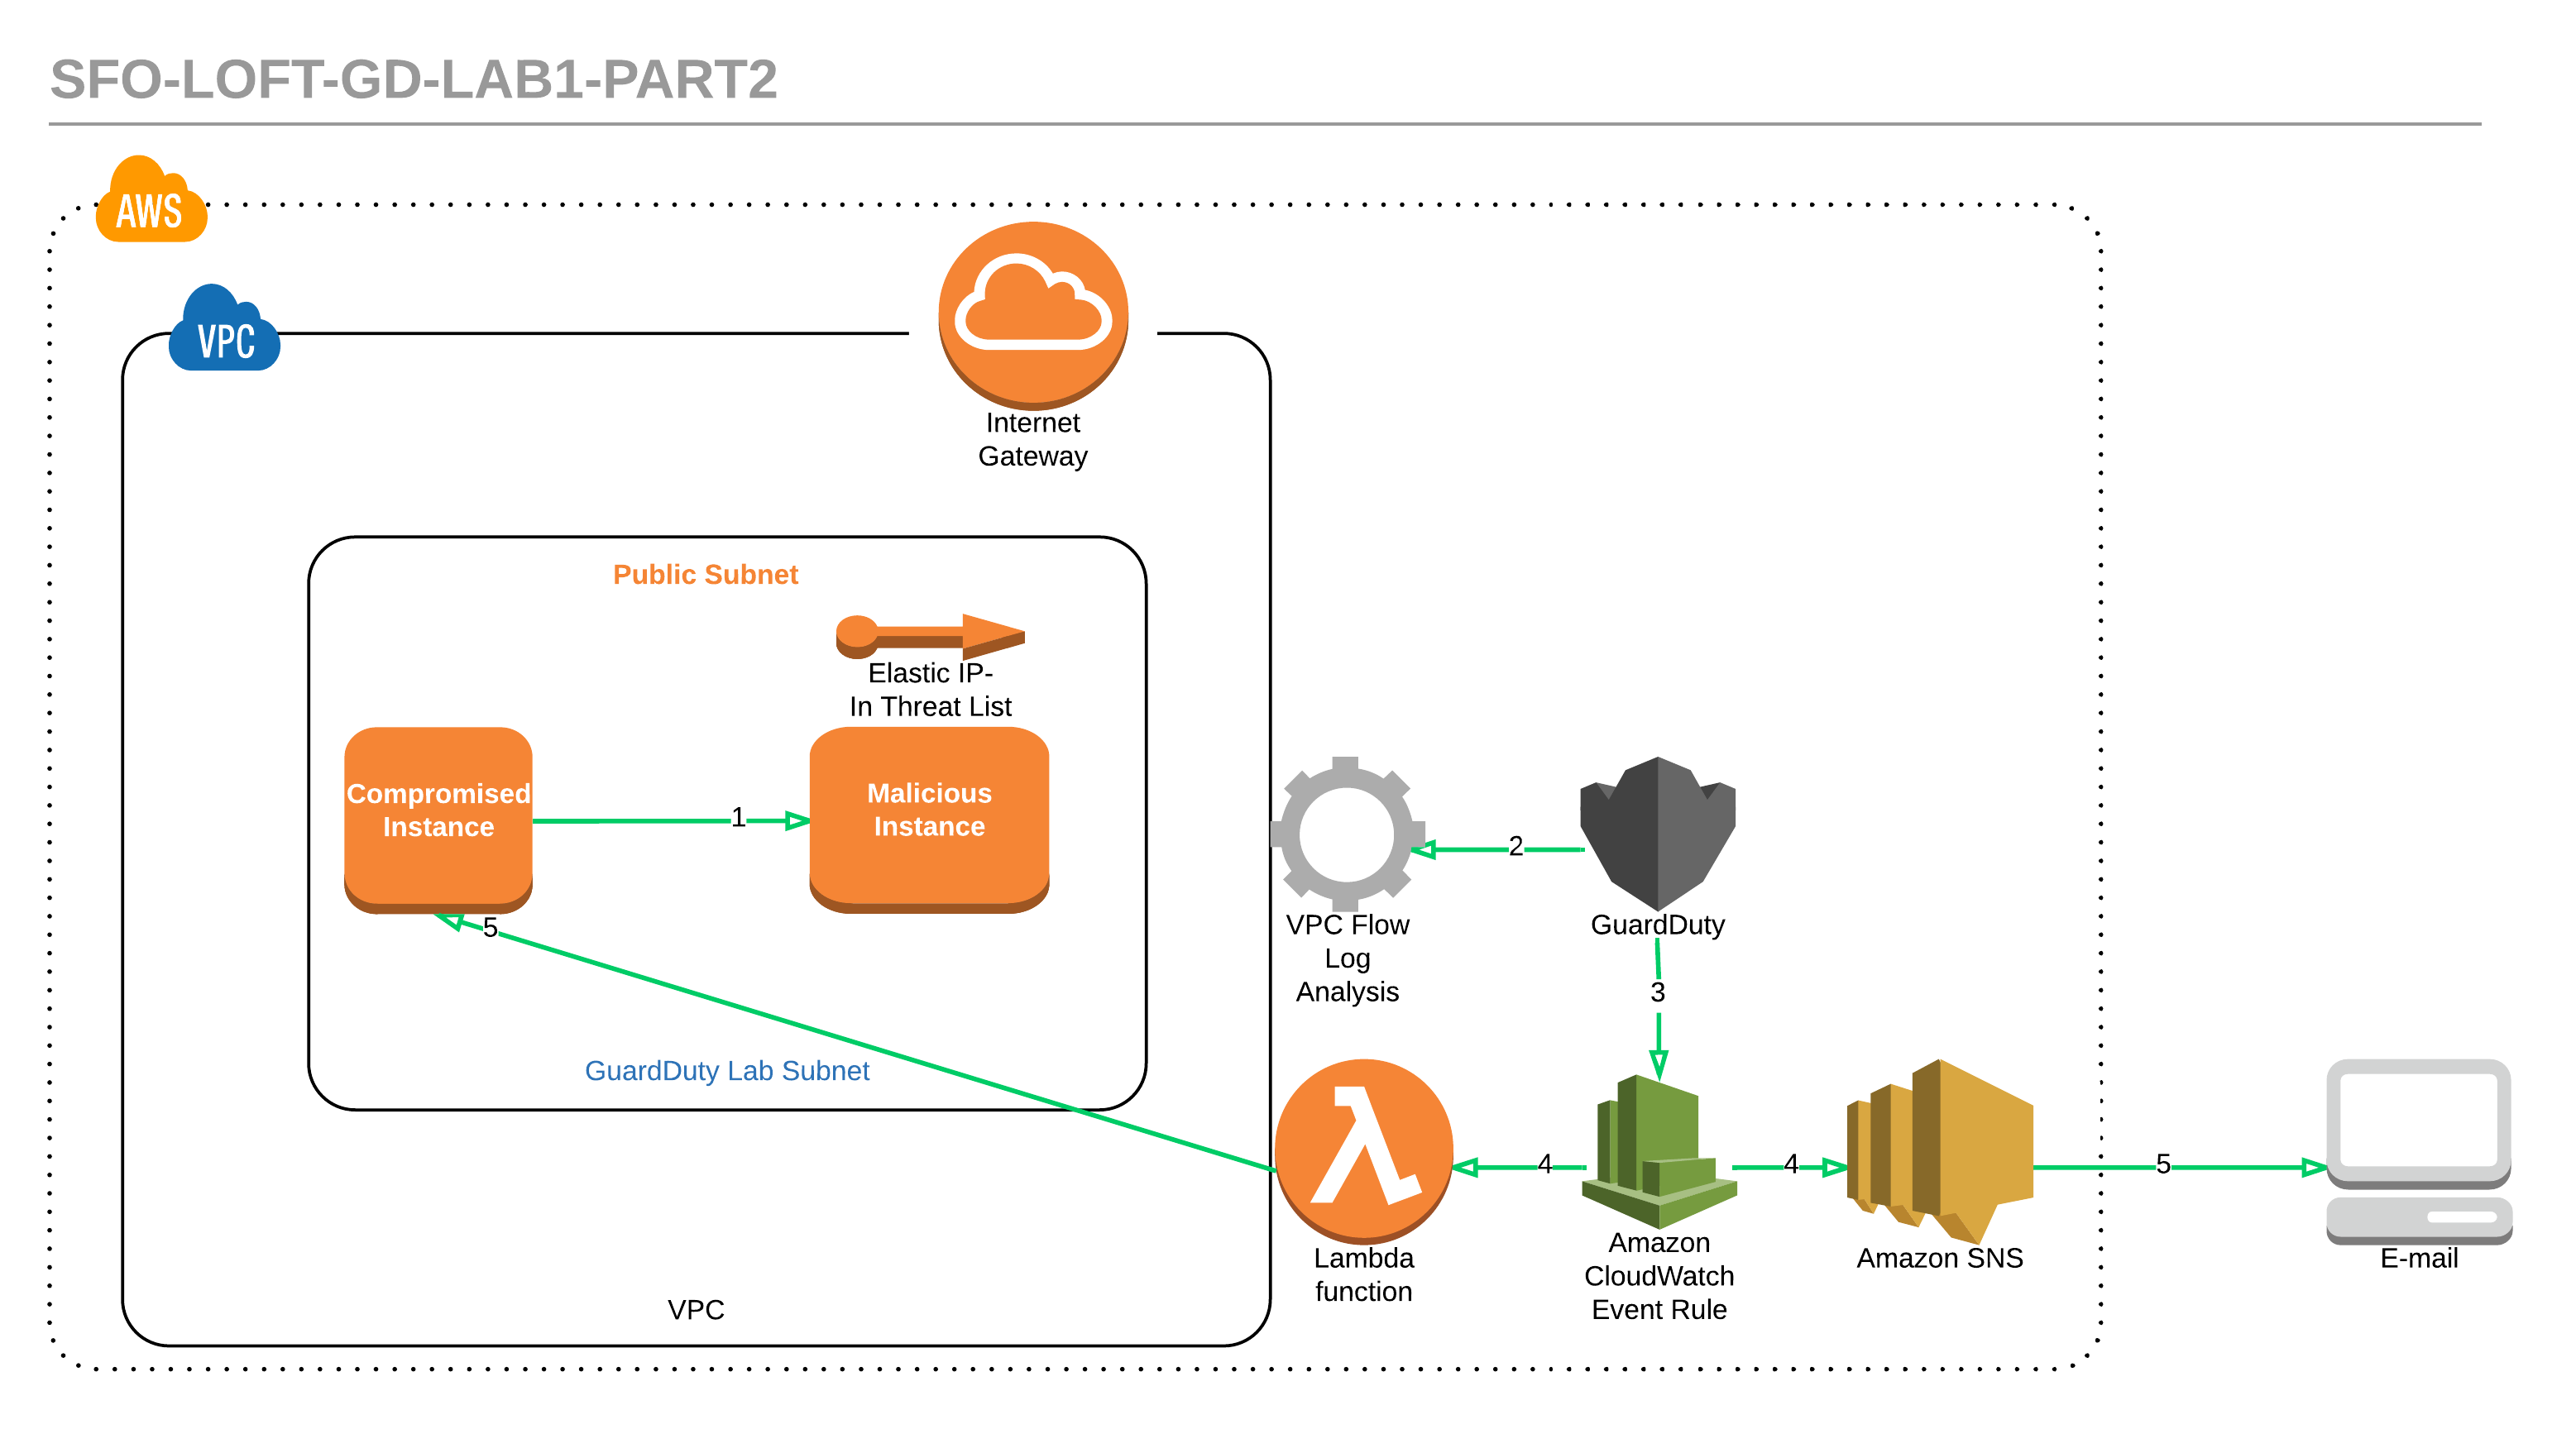 SFO-LOFT-GD-LAB1-PART2
AWS
VPC
Internet
Gateway
Public Subnet
Elastic IP-
In Threat List
Compromised
Instance
1
Malicious
Instance
2
VPC Flow
Log
Analysis
GuardDuty
5
3
GuardDuty Lab Subnet
4
4
5
Lambda
function
Amazon
CloudWatch
Event Rule
Amazon SNS
E-mail
VPC